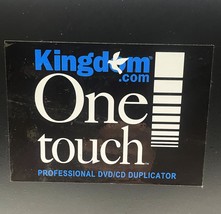 Kingdom
.com
One
touch
PROFESSIONAL DVD/CD DUPLICATOR